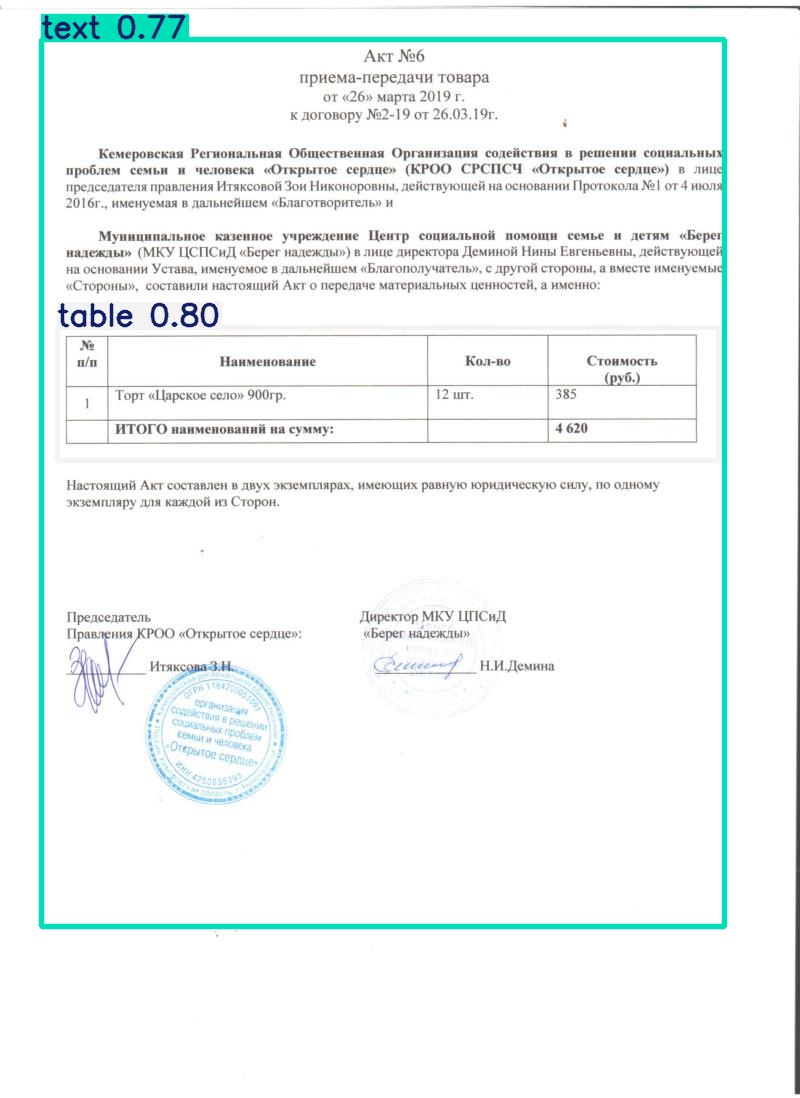 text 0.77
Акт №6
приема-передачи товара
от «26» марта 2019 г.
к договору №2-19 от 26.03.19г.
Кемеровская Региональная Общественная Организация содействия в решении социальных
проблем семьи и человека «Открытое сердце» (КРОО СРСПСЧ «Открытое сердце») в лице
председателя правления Итяксовой Зои Никоноровны, действующей на основании Протокола №1 от 4 июля
2016г., именуемая в дальнейшем «Благотворитель» и
Муниципальное казенное учреждение Центр социальной помощи семье и детям «Берег
надежды» (МКУ ЦСПСиД «Берег надежды») в лице директора Деминой Нины Евгеньевны, действующей
на основании Устава, именуемое в дальнейшем «Благополучатель», с другой стороны, а вместе именуемые
«Стороны», составили настоящий Акт о передаче материальных ценностей, а именно:
table 0.80
№ п/п Наименование Кол-во Стоимость (руб.)
1 Торт «Царское село» 900гр. 12 шт. 385
ИТОГО наименований на сумму: 4 620
Настоящий Акт составлен в двух экземплярах, имеющих равную юридическую силу, по одному
экземпляру для каждой из Сторон.
Председатель Директор МКУ ЦПСиД
Правления КРОО «Открытое сердце»: «Берег надежды»
Итяксова З.Н. Н.И.Демина
организация
содействия в решении
социальных проблем
семьи и человека
«Открытое сердце»